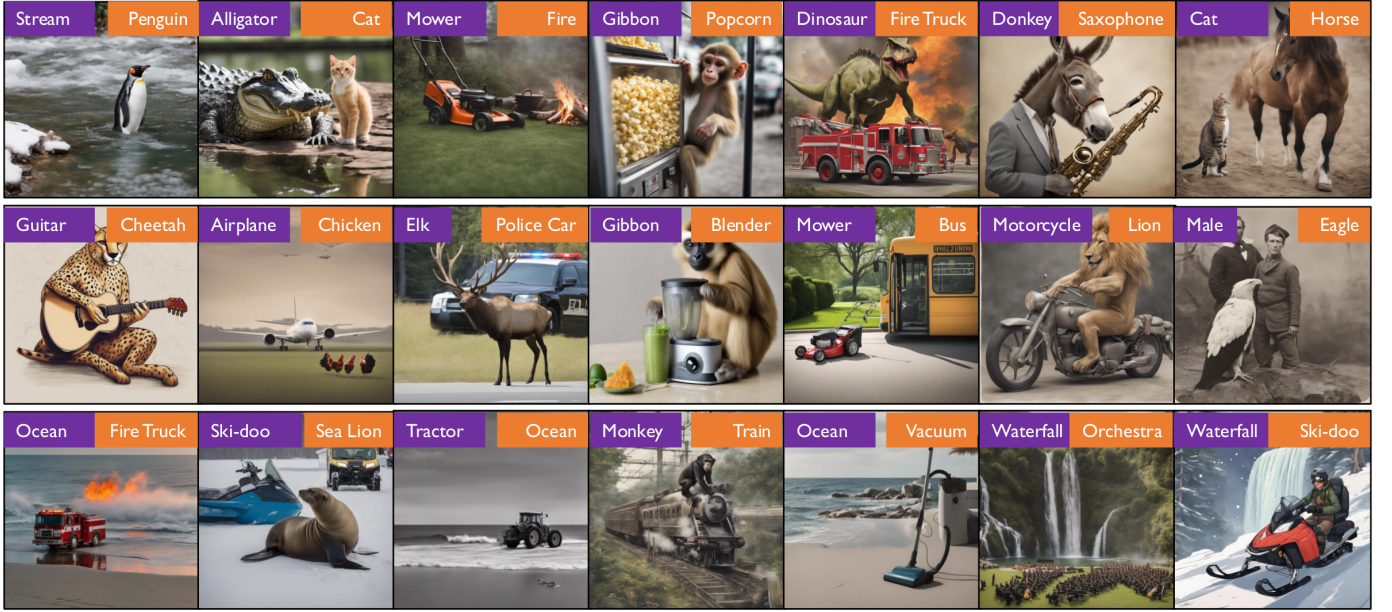 Stream Penguin Alligator Cat Mower Fire Gibbon Popcorn Dinosaur Fire Truck Donkey Saxophone Cat Horse
Guitar Cheetah Airplane Chicken Elk Police Car Gibbon Blender Mower Bus Motorcycle Lion Male Eagle
Ocean Fire Truck Ski-doo Sea Lion Tractor Ocean Monkey Train Ocean Vacuum Waterfall Orchestra Waterfall Ski-doo